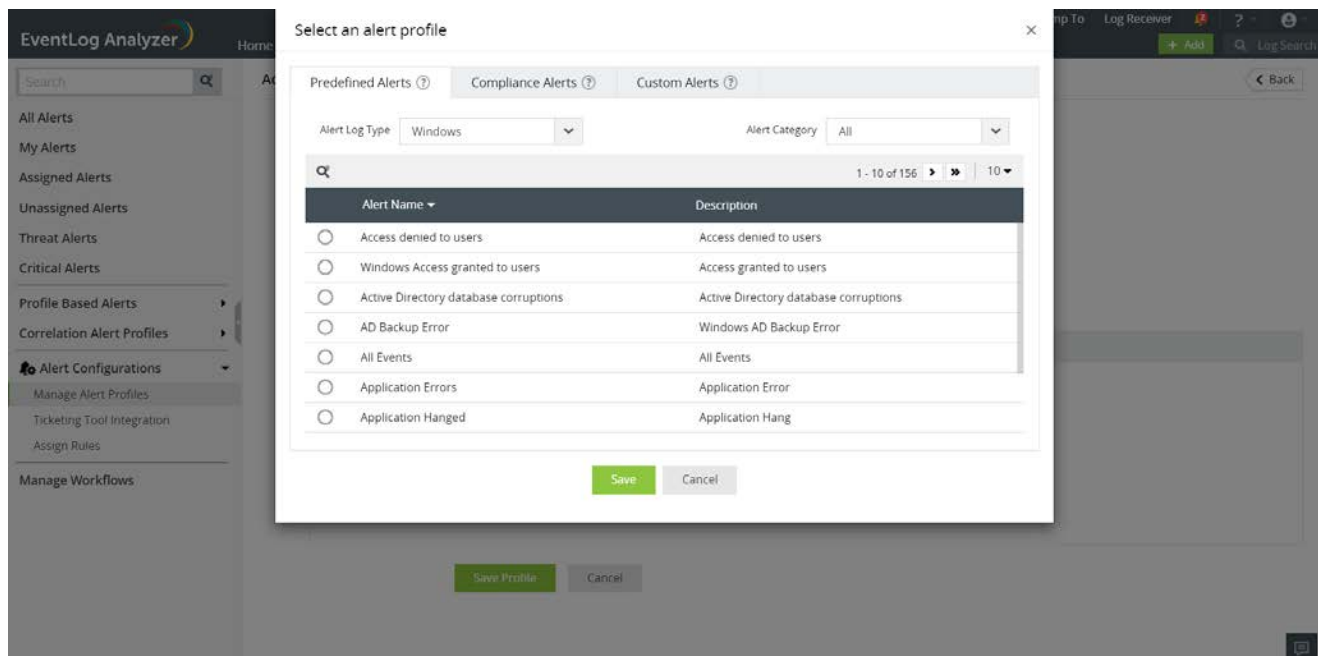 EventLog Analyzer
Home
mp To Log Receiver ?
+ Add Log Search
Search
Ad
Back
All Alerts
My Alerts
Assigned Alerts
Unassigned Alerts
Threat Alerts
Critical Alerts
Profile Based Alerts
Correlation Alert Profiles
Alert Configurations
Manage Alert Profiles
Ticketing Tool Integration
Assign Rules
Manage Workflows
Select an alert profile ×
Predefined Alerts ? Compliance Alerts ? Custom Alerts ?
Alert Log Type Windows Alert Category All
1 - 10 of 156 10
Alert Name Description
Access denied to users Access denied to users
Windows Access granted to users Access granted to users
Active Directory database corruptions Active Directory database corruptions
AD Backup Error Windows AD Backup Error
All Events All Events
Application Errors Application Error
Application Hanged Application Hang
Save Cancel
Save Profile Cancel